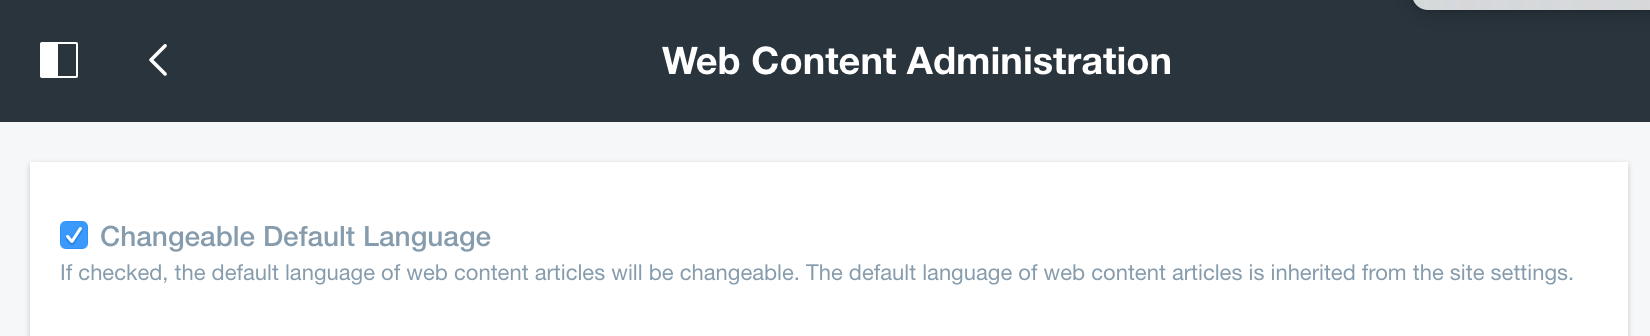 Web Content Administration
Changeable Default Language
If checked, the default language of web content articles will be changeable. The default language of web content articles is inherited from the site settings.